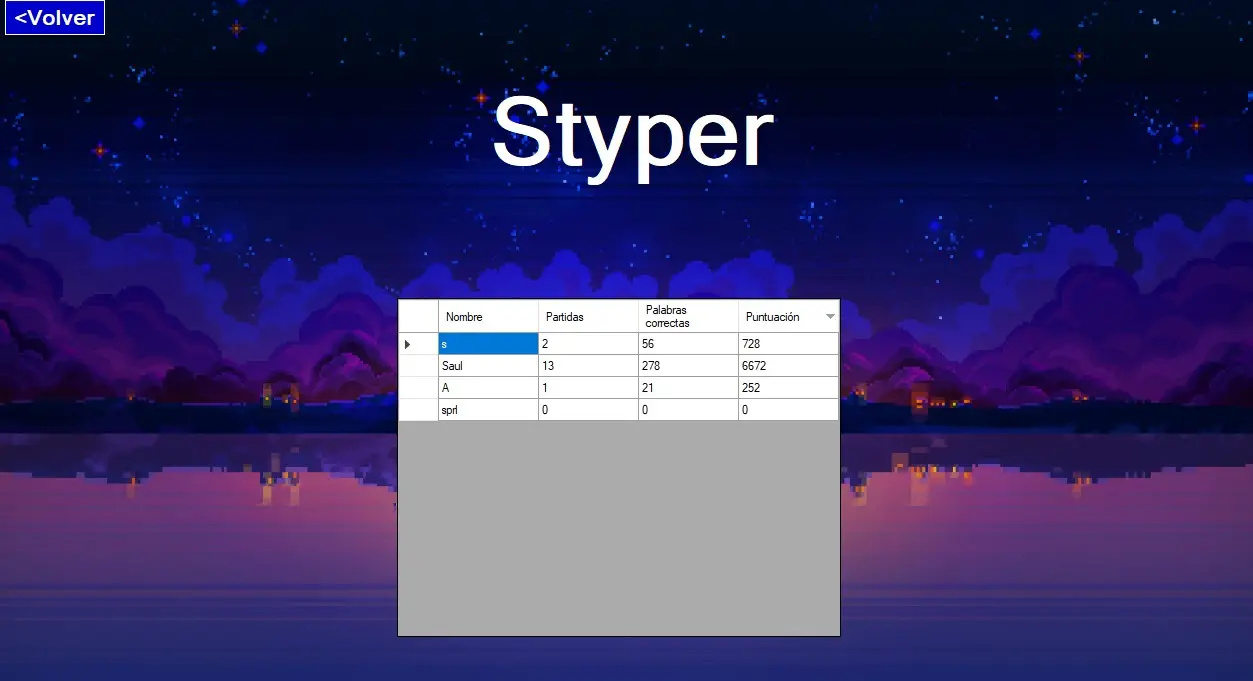 <Volver
Styper
Nombre Partidas Palabras correctas Puntuación
s 2 56 728
Saul 13 278 6672
A 1 21 252
sprl 0 0 0